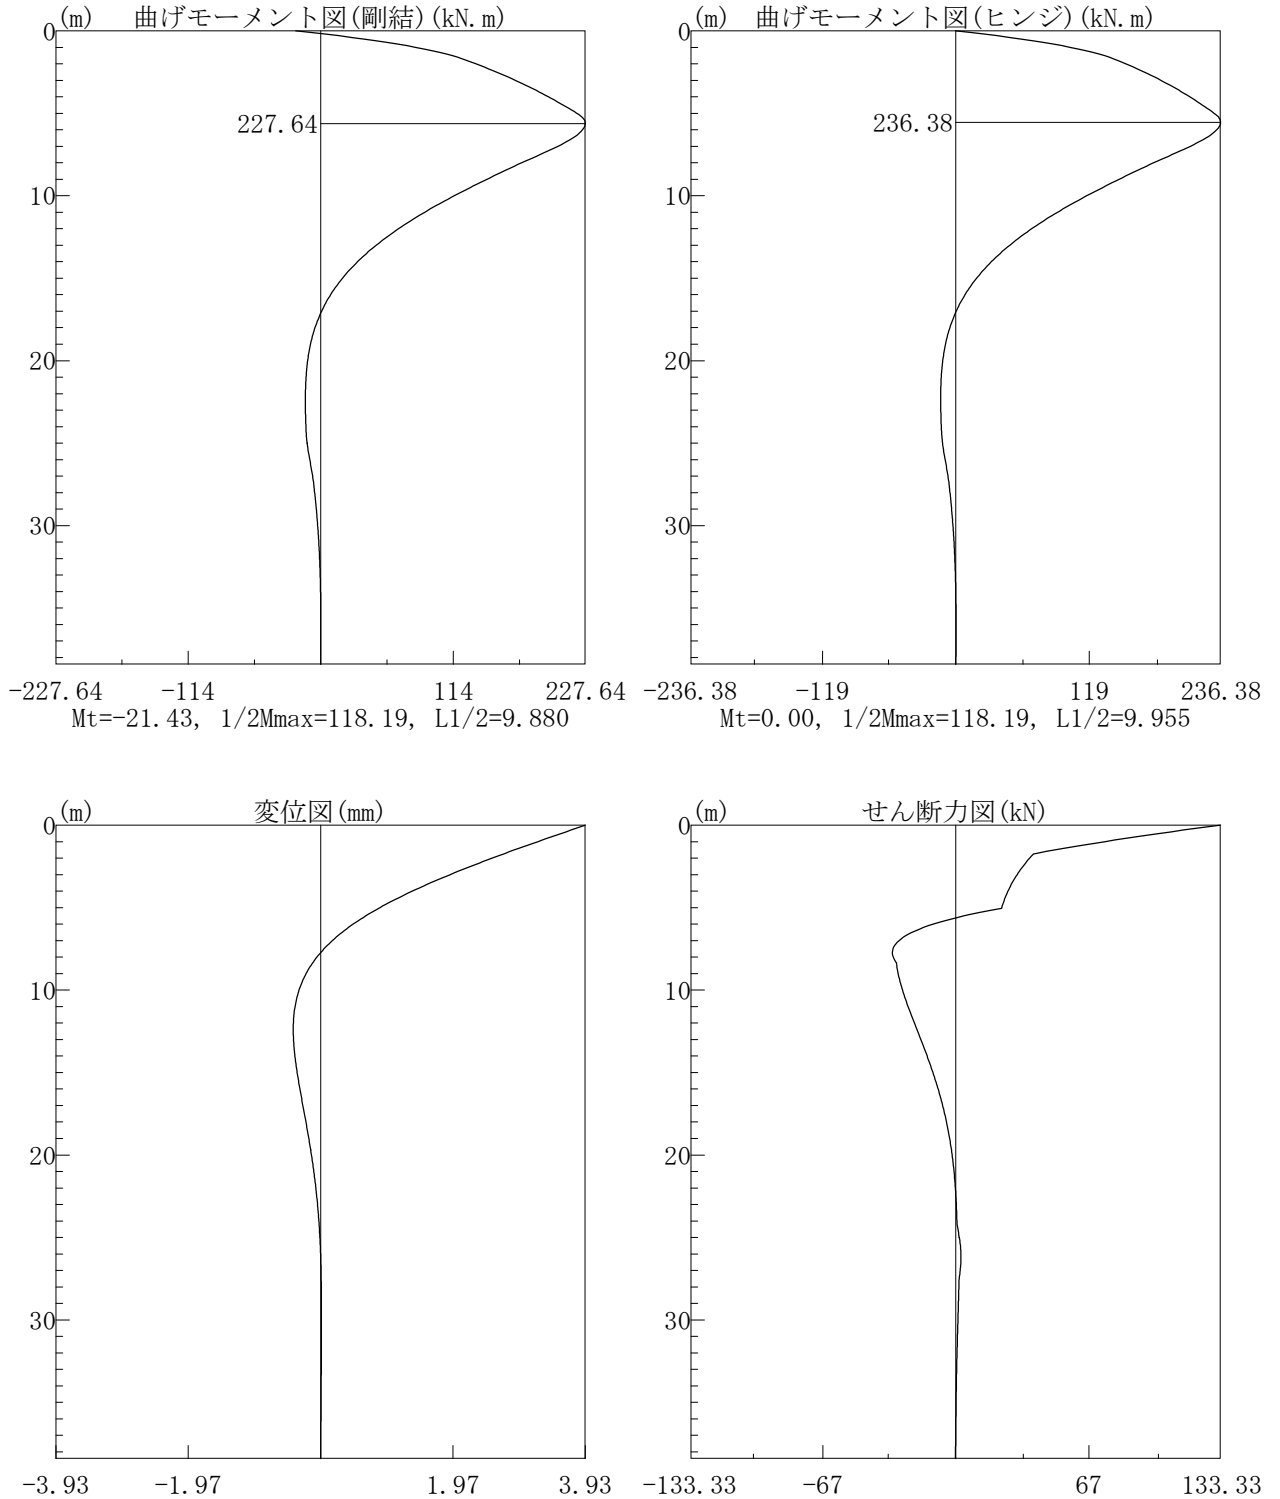 (m) 曲げモーメント図(剛結)(kN.m)
0
227.64
10
20
30
-227.64 -114 114 227.64
Mt=-21.43, 1/2Mmax=118.19, L1/2=9.880
(m) 曲げモーメント図(ヒンジ)(kN.m)
0
236.38
10
20
30
-236.38 -119 119 236.38
Mt=0.00, 1/2Mmax=118.19, L1/2=9.955
(m) 変位図(mm)
0
10
20
30
-3.93 -1.97 1.97 3.93
(m) せん断力図(kN)
0
10
20
30
-133.33 -67 67 133.33